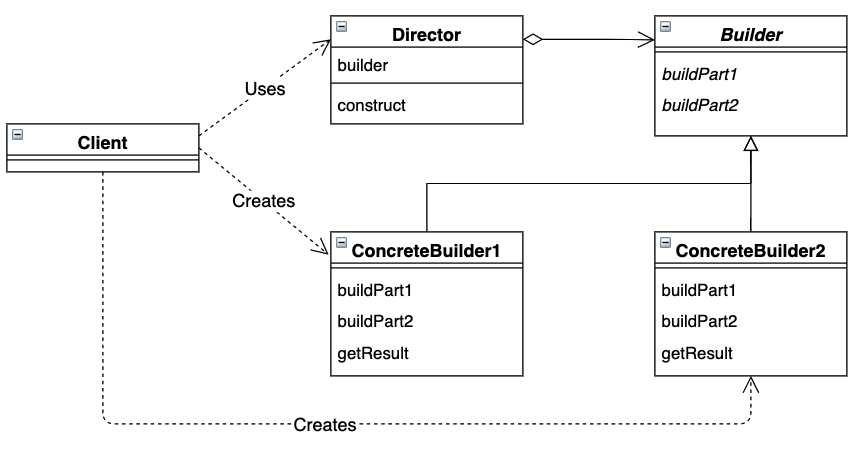 Director
builder
construct
Builder
buildPart1
buildPart2
Uses
Client
Creates
ConcreteBuilder1
buildPart1
buildPart2
getResult
ConcreteBuilder2
buildPart1
buildPart2
getResult
Creates